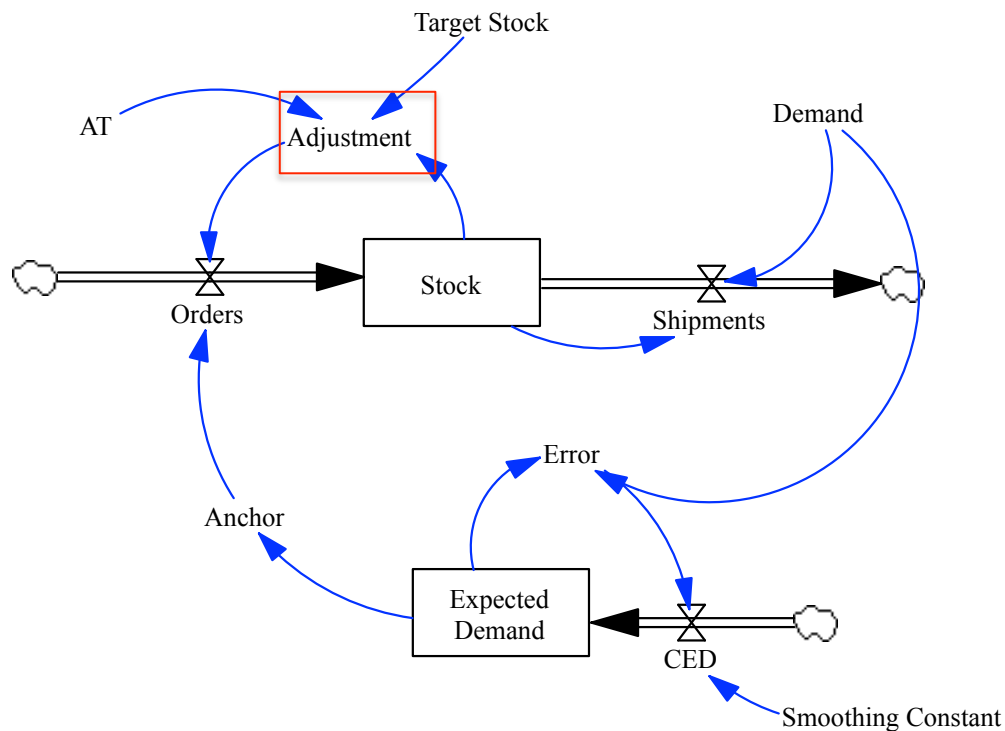 Target Stock
AT
Adjustment
Demand
Stock
Orders
Shipments
Error
Anchor
Expected
Demand
CED
Smoothing Constant